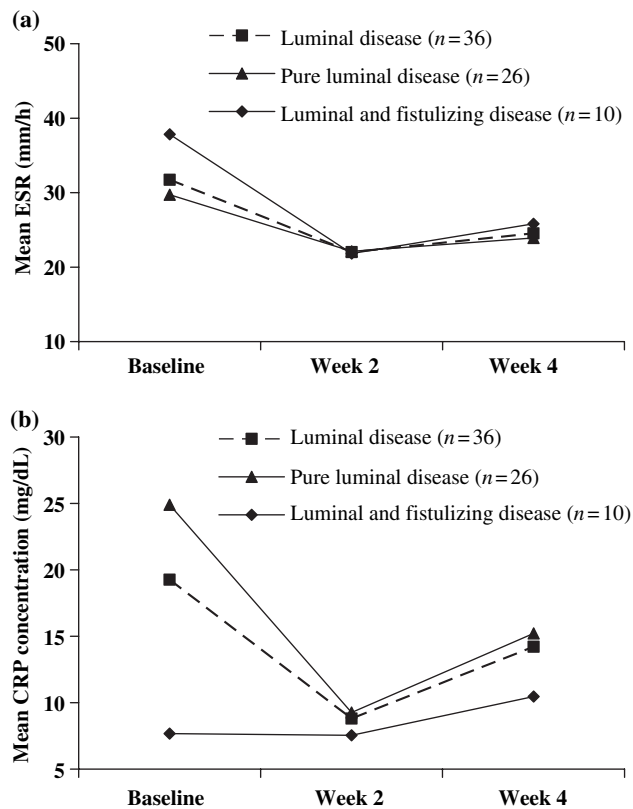 (a)
50
40
30
20
10
Mean ESR (mm/h)
Luminal disease (n=36)
Pure luminal disease (n=26)
Luminal and fistulizing disease (n=10)
Baseline Week 2 Week 4
(b)
30
25
20
15
10
5
Mean CRP concentration (mg/dL)
Luminal disease (n=36)
Pure luminal disease (n=26)
Luminal and fistulizing disease (n=10)
Baseline Week 2 Week 4